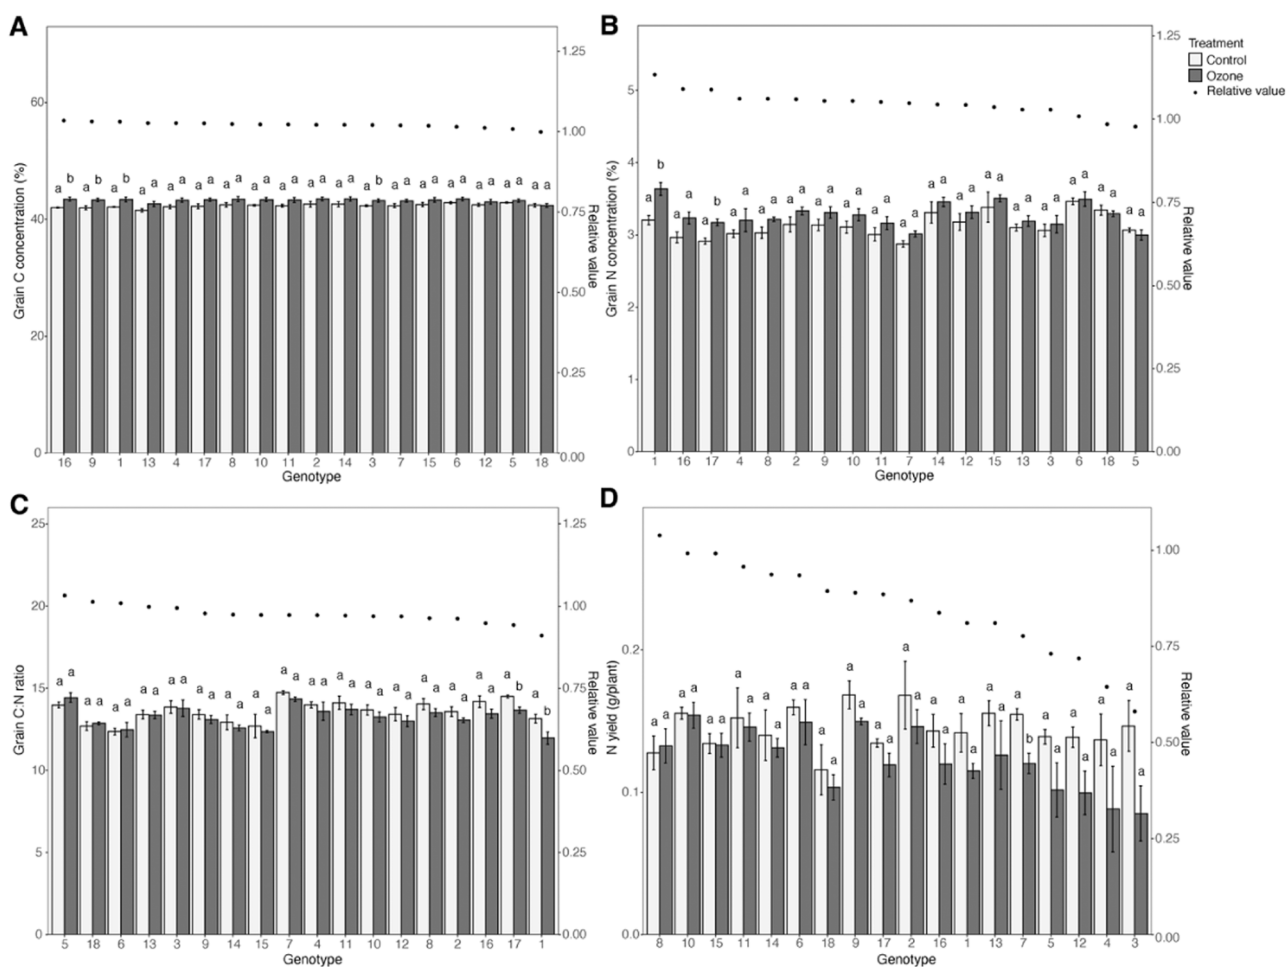 A
Grain C concentration (%)
60
40
20
0
1.25
1.00
0.75
0.50
0.25
0.00
Relative value
a b a b a b a a a a a a a a a a a a a a a a a b a a a a a a a a a a a a
16 9 1 13 4 17 8 10 11 2 14 3 7 15 6 12 5 18
Genotype
B
Grain N concentration (%)
5
4
3
2
1
0
1.25
1.00
0.75
0.50
0.25
0.00
Relative value
a b a a a b a a a a a a a a a a a a a a a a a a a a a a a a a a a a a a
1 16 17 4 8 2 9 10 11 7 14 12 15 13 3 6 18 5
Genotype
Treatment
Control
Ozone
Relative value
C
Grain C:N ratio
25
20
15
10
5
0
1.25
1.00
0.75
0.50
0.25
0.00
Relative value
a a a a a a a a a a a a a a a a a a a a a a a a a a a a a a a a a b a b
5 18 6 13 3 9 14 15 7 4 11 10 12 8 2 16 17 1
Genotype
D
N yield (g/plant)
0.2
0.1
0.0
1.00
0.75
0.50
0.25
0.00
Relative value
a a a a a a a a a a a a a a a a a a a a a a a a a a a b a a a a a a a a
8 10 15 11 14 6 18 9 17 2 16 1 13 7 5 12 4 3
Genotype